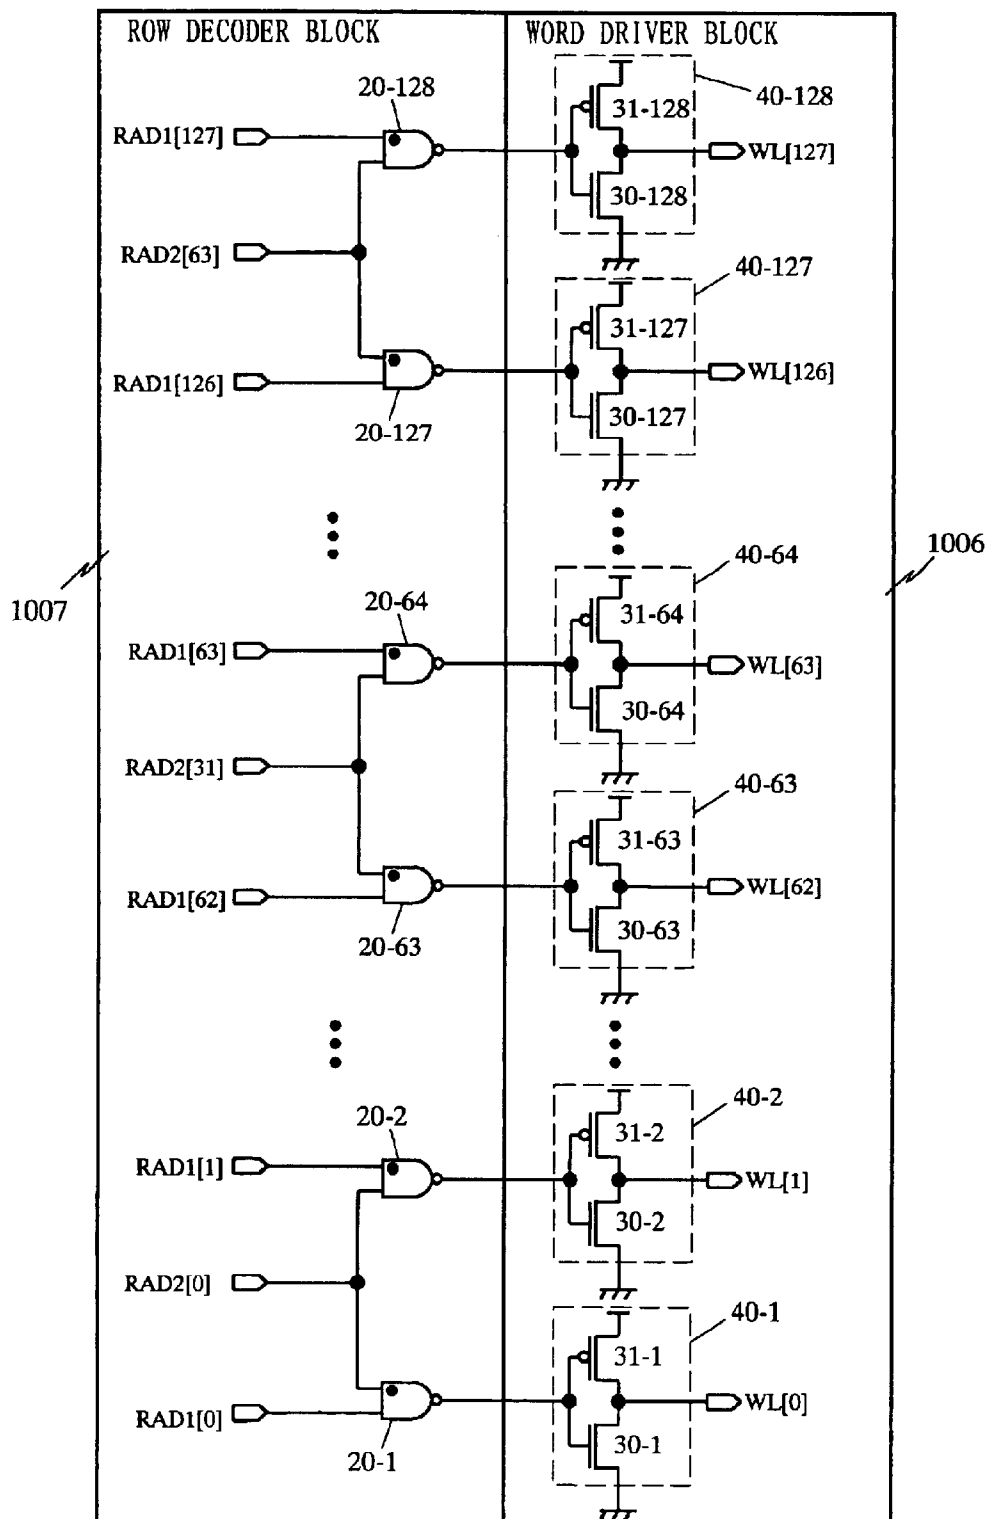 ROW DECODER BLOCK
WORD DRIVER BLOCK
20-128
40-128
31-128
RAD1[127]
WL[127]
30-128
RAD2[63]
40-127
31-127
RAD1[126]
WL[126]
30-127
20-127
1006
40-64
1007
20-64
31-64
RAD1[63]
WL[63]
30-64
RAD2[31]
40-63
31-63
RAD1[62]
WL[62]
30-63
20-63
40-2
20-2
31-2
RAD1[1]
WL[1]
30-2
RAD2[0]
40-1
31-1
RAD1[0]
WL[0]
30-1
20-1